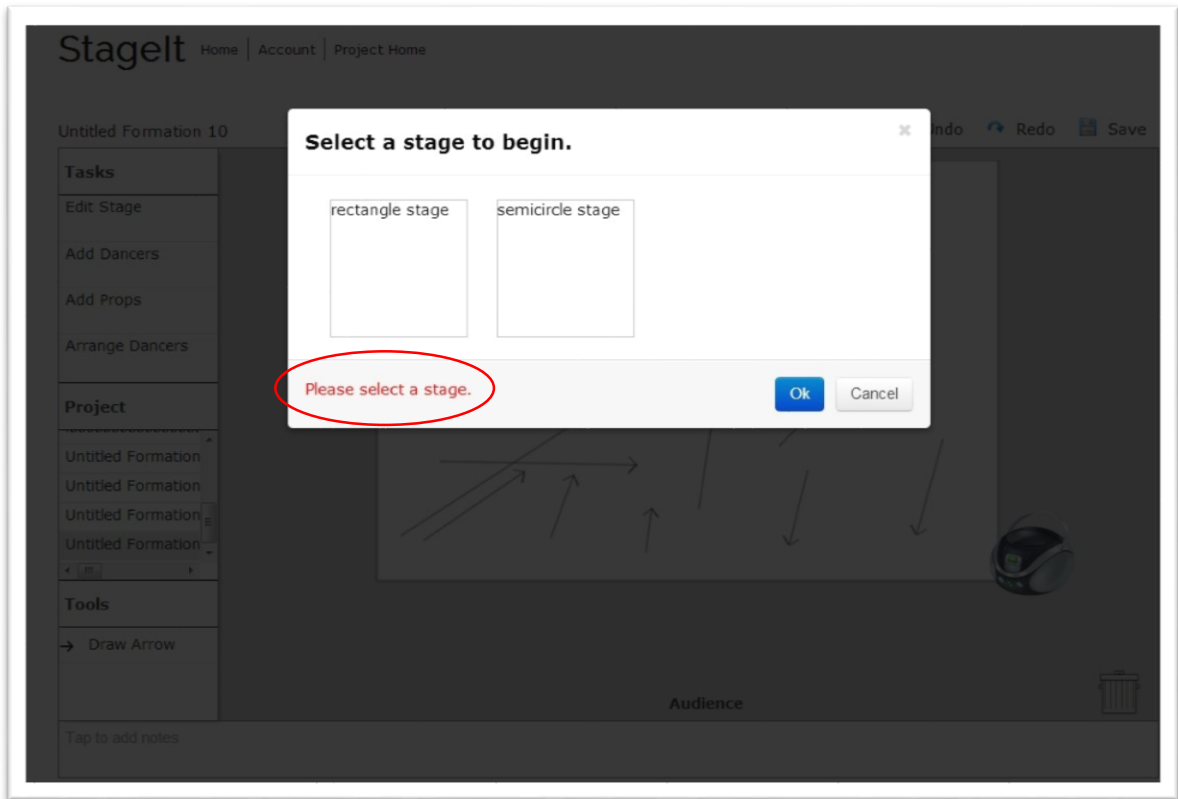 StageIt Home | Account | Project Home
Untitled Formation 10
Undo Redo Save
Select a stage to begin.
×
rectangle stage
semicircle stage
Please select a stage.
Ok
Cancel
Tasks
Edit Stage
Add Dancers
Add Props
Arrange Dancers
Project
Untitled Formation
Untitled Formation
Untitled Formation
Untitled Formation
Tools
→ Draw Arrow
Audience
Tap to add notes